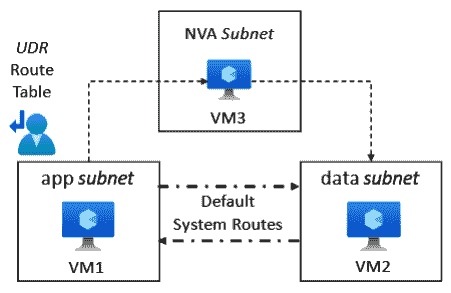 NVA Subnet
VM3
UDR
Route
Table
app subnet
VM1
Default
System Routes
data subnet
VM2